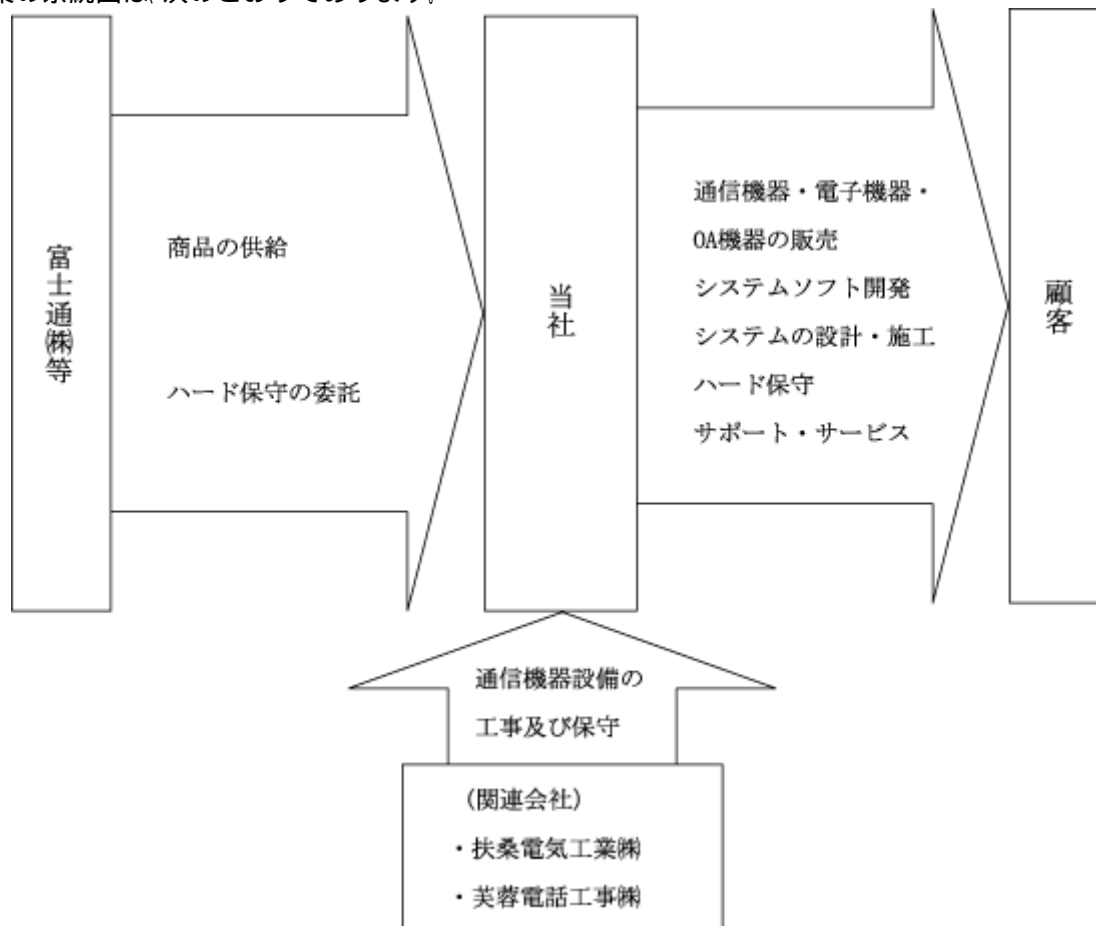 業の系統図は、次のとおりであります。
富士通㈱等
商品の供給
ハード保守の委託
当社
通信機器・電子機器・
OA機器の販売
システムソフト開発
システムの設計・施工
ハード保守
サポート・サービス
顧客
通信機器設備の
工事及び保守
(関連会社)
・扶桑電気工業㈱
・芙蓉電話工事㈱